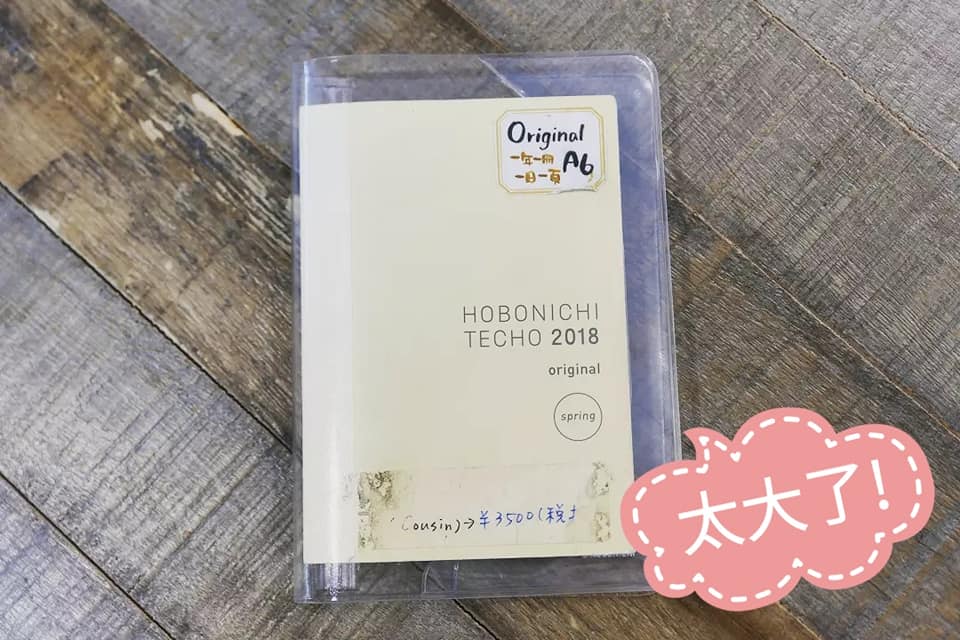 Original
一年一冊 A6
一日一頁
HOBONICHI
TECHO 2018
original
spring
Cousin)→¥3500(税
太大了!